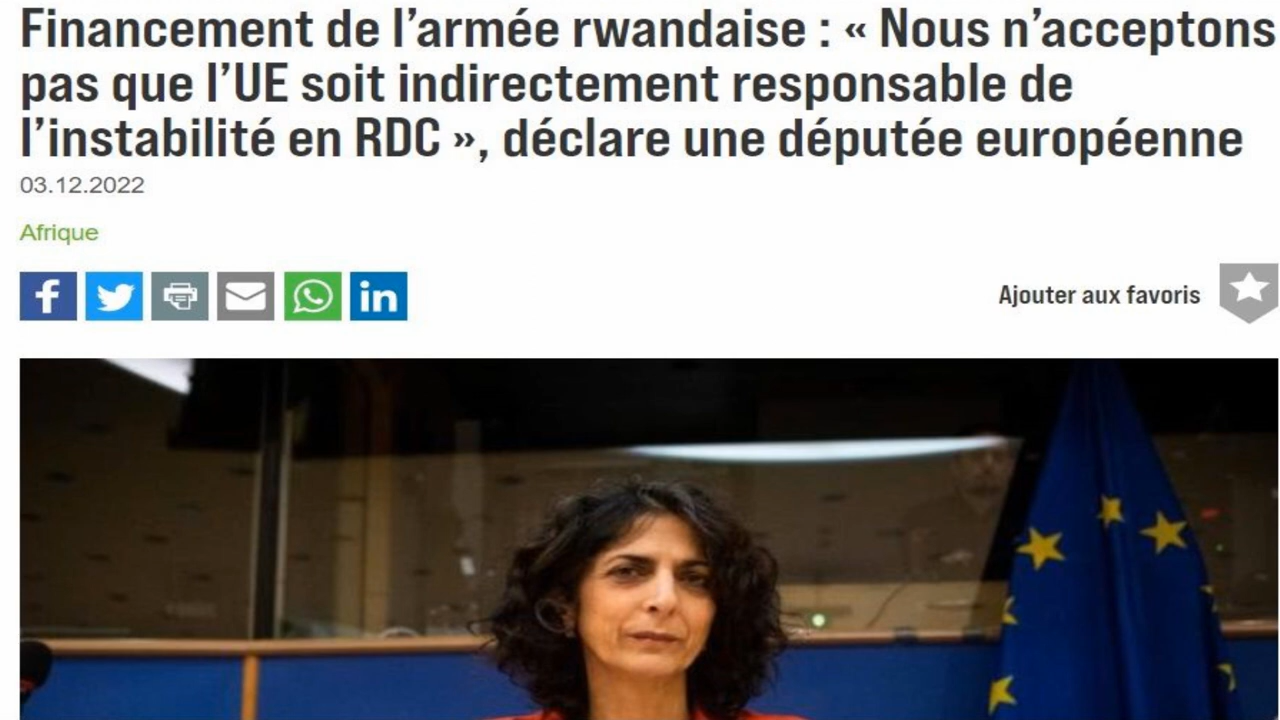 Financement de l’armée rwandaise : « Nous n’acceptons
pas que l’UE soit indirectement responsable de
l’instabilité en RDC », déclare une députée européenne
03.12.2022
Afrique
f
in
Ajouter aux favoris